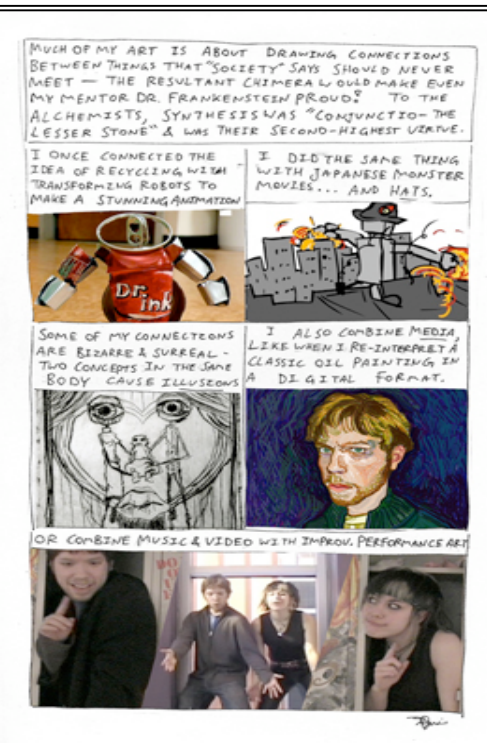 MUCH OF MY ART IS ABOUT DRAWING CONNECTIONS
BETWEEN THINGS THAT "SOCIETY" SAYS SHOULD NEVER
MEET — THE RESULTANT CHIMERA WOULD MAKE EVEN
MY MENTOR DR. FRANKENSTEIN PROUD! TO THE
ALCHEMISTS, SYNTHESIS WAS "CONJUNCTIO - THE
LESSER STONE" & WAS THEIR SECOND-HIGHEST VIRTUE.
I ONCE CONNECTED THE
IDEA OF RECYCLING WITH
TRANSFORMING ROBOTS TO
MAKE A STUNNING ANIMATION
I DID THE SAME THING
WITH JAPANESE MONSTER
MOVIES... AND HATS.
Dr.
ink
SOME OF MY CONNECTIONS
ARE BIZARRE & SURREAL -
TWO CONCEPTS IN THE SAME
BODY CAUSE ILLUSIONS
I ALSO COMBINE MEDIA,
LIKE WHEN I RE-INTERPRET A
CLASSIC OIL PAINTING IN
A DIGITAL FORMAT.
OR COMBINE MUSIC & VIDEO WITH IMPROV. PERFORMANCE ART